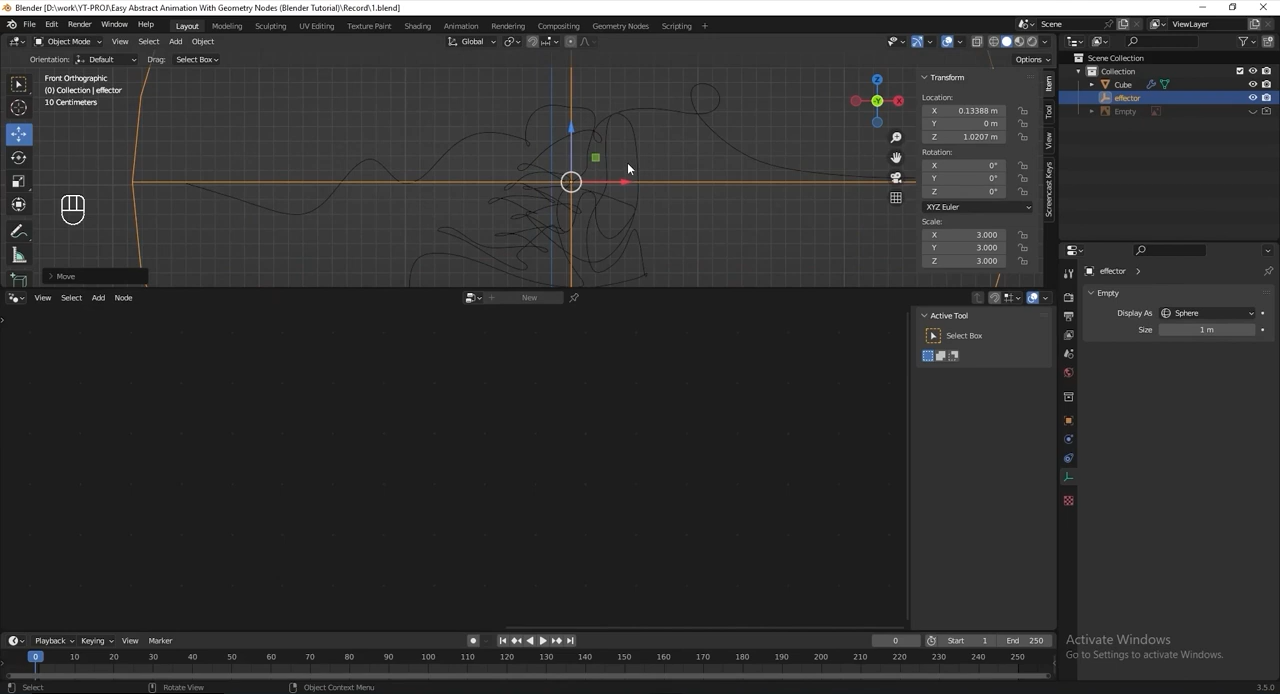 Blender [D:\work\YT-PROJ\Easy Abstract Animation With Geometry Nodes (Blender Tutorial)\Record\1.blend]
File Edit Render Window Help Layout Modeling Sculpting UV Editing Texture Paint Shading Animation Rendering Compositing Geometry Nodes Scripting + Scene ViewLayer
Object Mode View Select Add Object Global
Orientation: Default Drag: Select Box Options
Front Orthographic
(0) Collection | effector
10 Centimeters
Z
Y
X
Move
Transform
Location:
X 0.13388 m
Y 0 m
Z 1.0207 m
Rotation:
X 0°
Y 0°
Z 0°
XYZ Euler
Scale:
X 3.000
Y 3.000
Z 3.000
Item
Tool
View
Screencast Keys
Scene Collection
Collection
Cube
effector
Empty
effector
Empty
Display As Sphere
Size 1 m
View Select Add Node New
Active Tool
Select Box
Playback Keying View Marker 0 Start 1 End 250
0 10 20 30 40 50 60 70 80 90 100 110 120 130 140 150 160 170 180 190 200 210 220 230 240 250
Activate Windows
Go to Settings to activate Windows.
Select Rotate View Object Context Menu 3.5.0